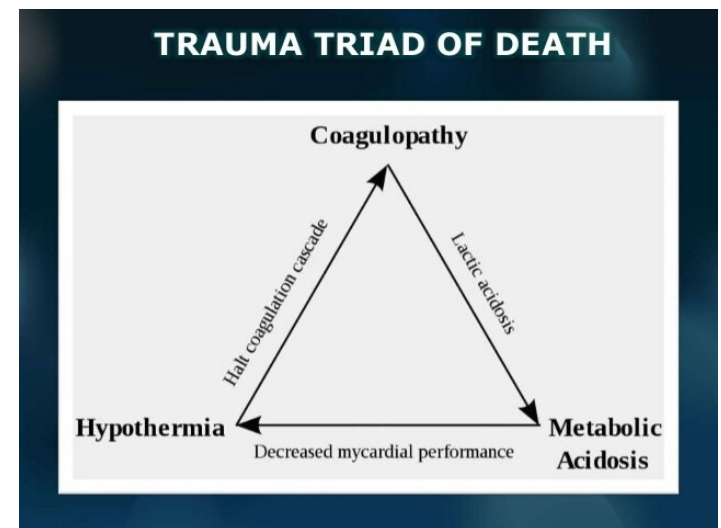 TRAUMA TRIAD OF DEATH
Coagulopathy
Halt coagulation cascade
Lactic acidosis
Hypothermia
Decreased mycardial performance
Metabolic
Acidosis